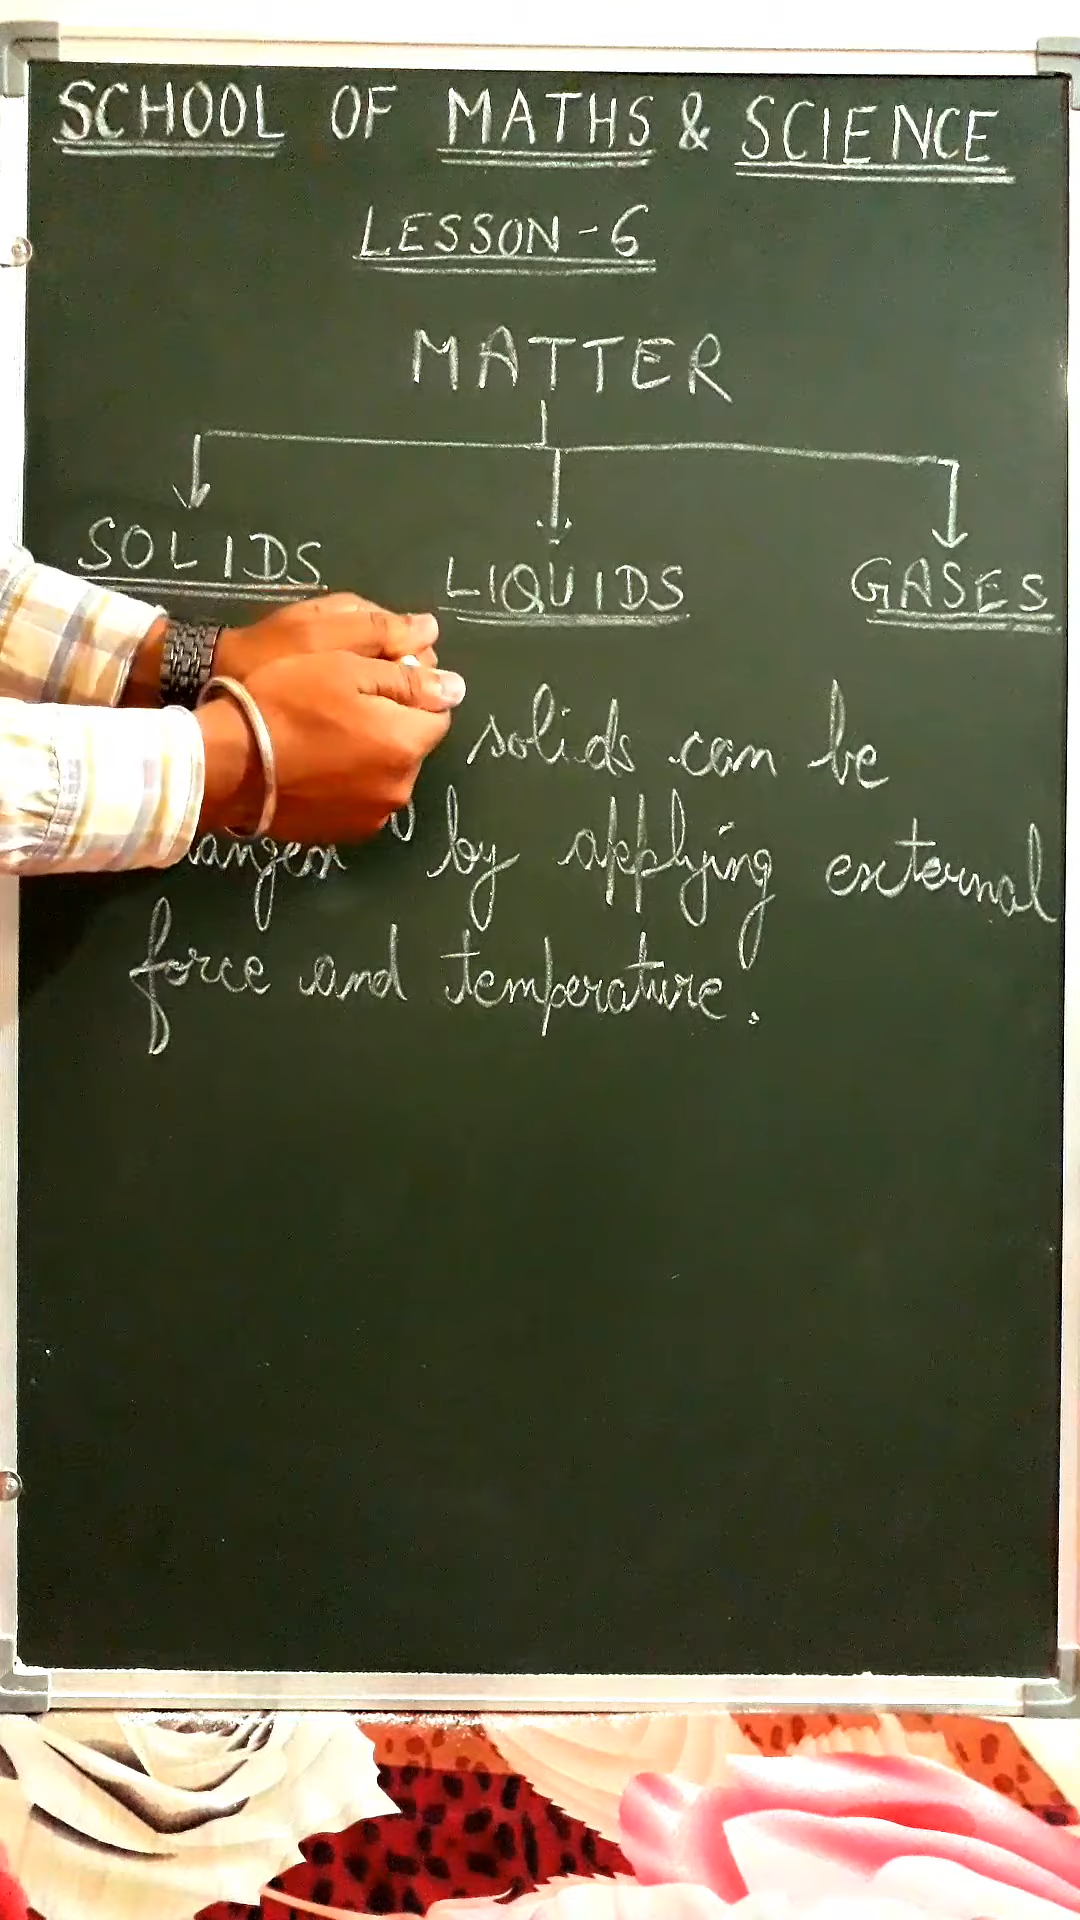 SCHOOL OF MATHS & SCIENCE
LESSON-6
MATTER
SOLIDS LIQUIDS GASES
solids can be
by applying external
force and temperature.